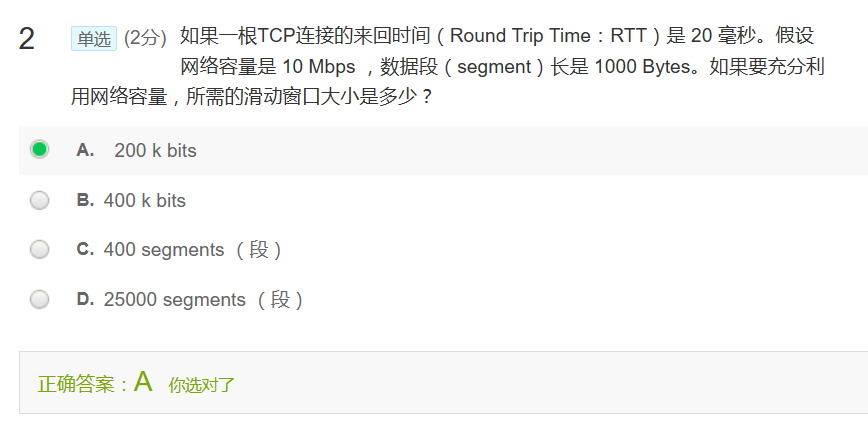 2 单选 (2分) 如果一根TCP连接的来回时间（Round Trip Time：RTT）是 20 毫秒。假设
网络容量是 10 Mbps ，数据段（segment）长是 1000 Bytes。如果要充分利
用网络容量，所需的滑动窗口大小是多少？
A. 200 k bits
B. 400 k bits
C. 400 segments （段）
D. 25000 segments （段）
正确答案：A 你选对了